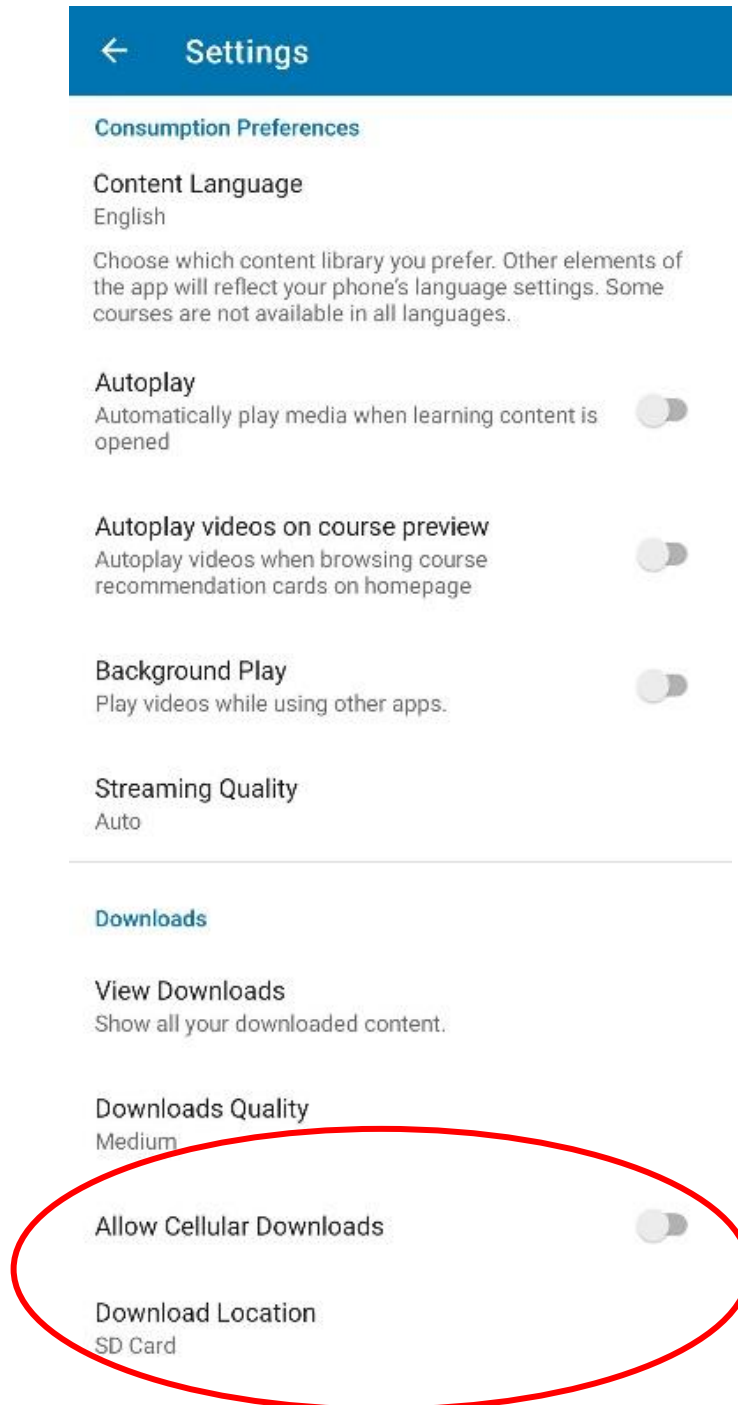 Settings
Consumption Preferences
Content Language
English
Choose which content library you prefer. Other elements of
the app will reflect your phone's language settings. Some
courses are not available in all languages.
Autoplay
Automatically play media when learning content is
opened
Autoplay videos on course preview
Autoplay videos when browsing course
recommendation cards on homepage
Background Play
Play videos while using other apps.
Streaming Quality
Auto
Downloads
View Downloads
Show all your downloaded content.
Downloads Quality
Medium
Allow Cellular Downloads
Download Location
SD Card